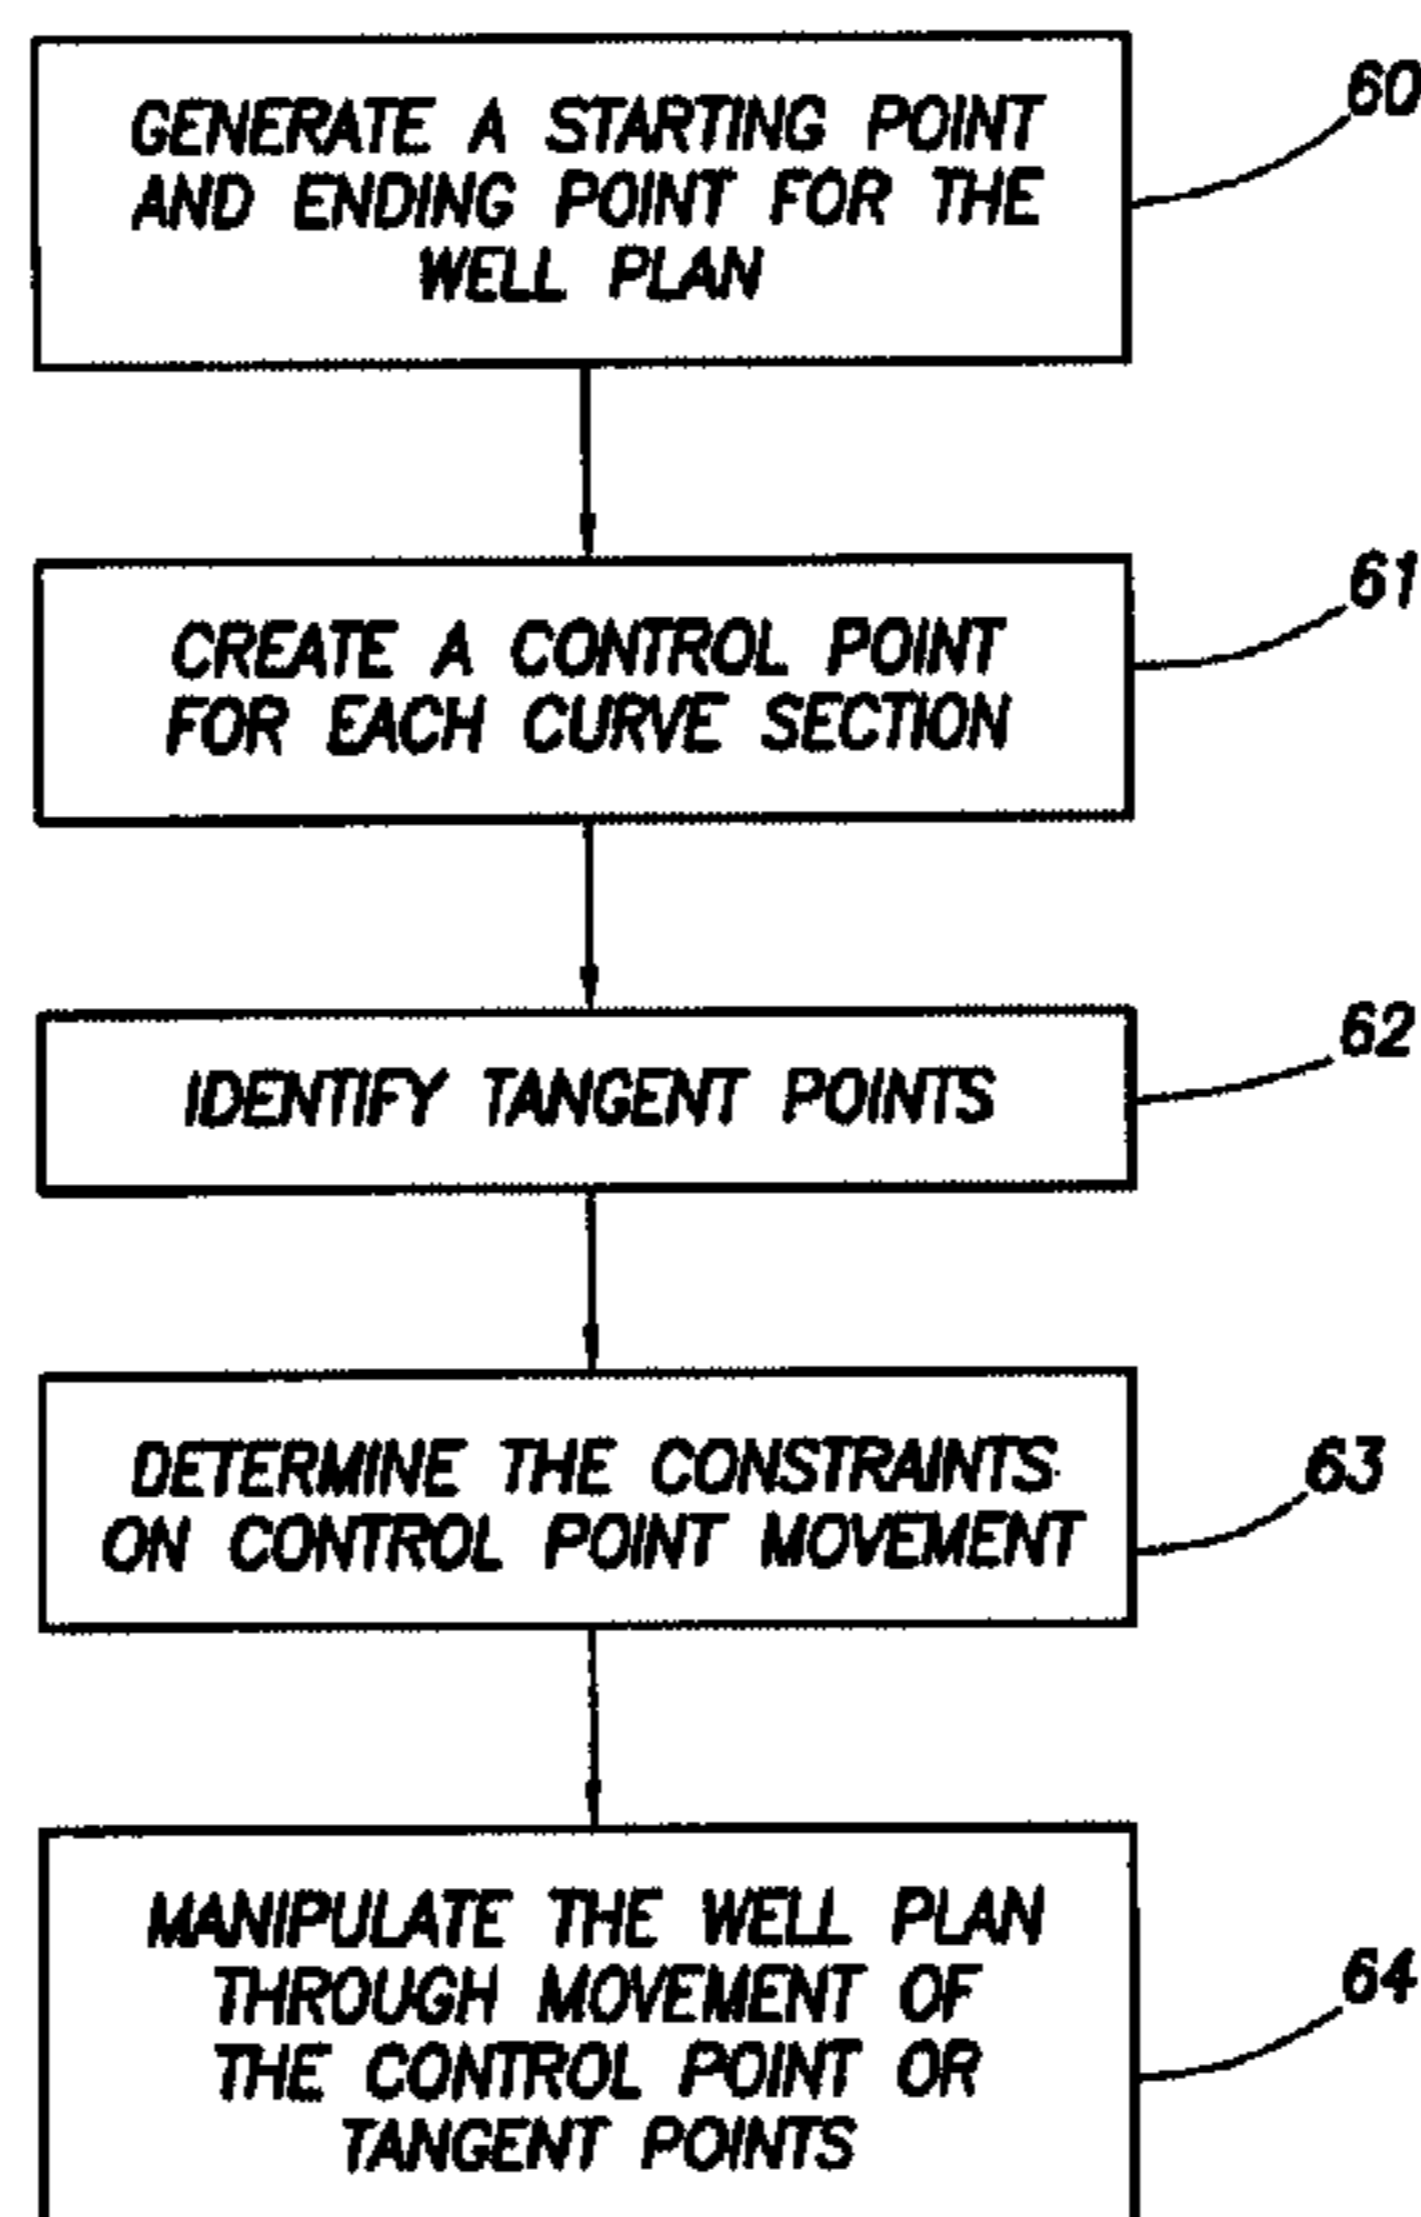 GENERATE A STARTING POINT
AND ENDING POINT FOR THE
WELL PLAN
60
CREATE A CONTROL POINT
FOR EACH CURVE SECTION
61
IDENTIFY TANGENT POINTS
62
DETERMINE THE CONSTRAINTS
ON CONTROL POINT MOVEMENT
63
MANIPULATE THE WELL PLAN
THROUGH MOVEMENT OF
THE CONTROL POINT OR
TANGENT POINTS
64